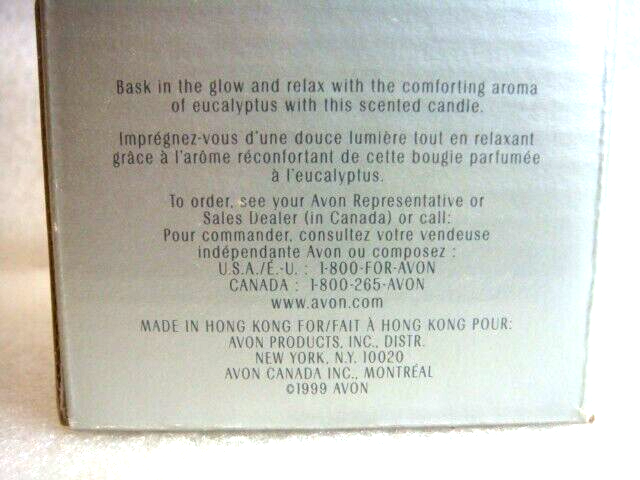 Bask in the glow and relax with the comforting aroma
of eucalyptus with this scented candle.
Imprégnez-vous d'une douce lumière tout en relaxant
grâce à l'arôme réconfortant de cette bougie parfumée
à l'eucalyptus.
To order, see your Avon Representative or
Sales Dealer (in Canada) or call:
Pour commander, consultez votre vendeuse
indépendante Avon ou composez :
U.S.A./É.-U. : 1-800-FOR-AVON
CANADA : 1-800-265-AVON
www.avon.com
MADE IN HONG KONG FOR/FAIT À HONG KONG POUR:
AVON PRODUCTS, INC., DISTR.
NEW YORK, N.Y. 10020
AVON CANADA INC., MONTRÉAL
©1999 AVON